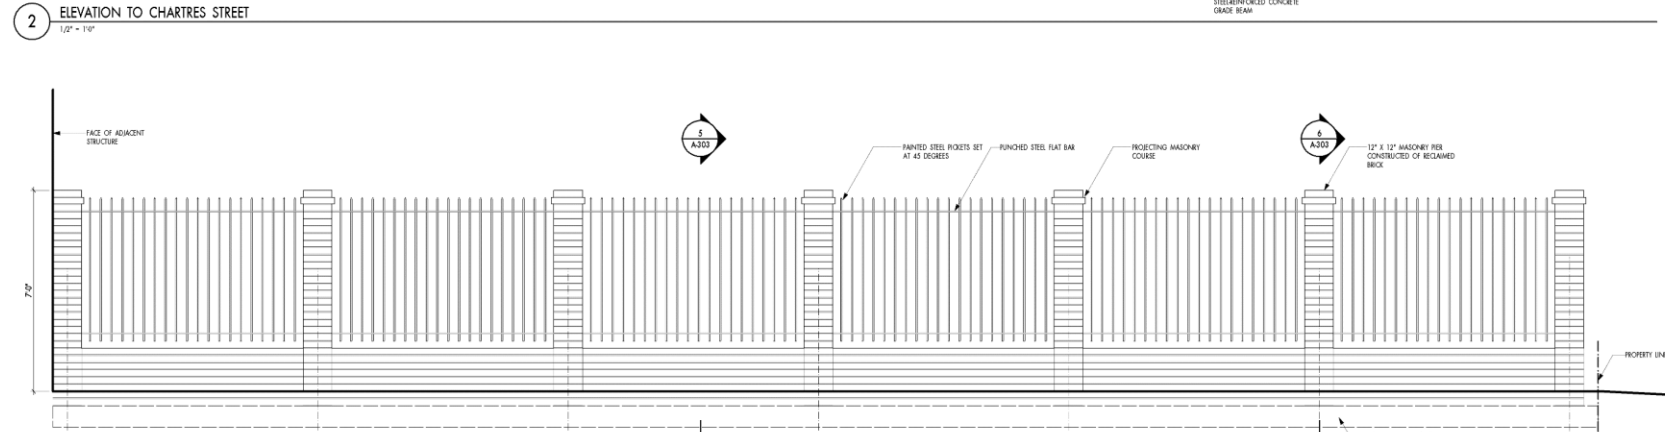 STEEL-REINFORCED CONCRETE
GRADE BEAM
2
ELEVATION TO CHARTRES STREET
1/2" = 1'-0"
FACE OF ADJACENT
STRUCTURE
5
A-303
6
A-303
PAINTED STEEL PICKETS SET
AT 45 DEGREES
PUNCHED STEEL FLAT BAR
PROJECTING MASONRY
COURSE
12" X 12" MASONRY PIER
CONSTRUCTED OF RECLAIMED
BRICK
7'-0"
PROPERTY LIN